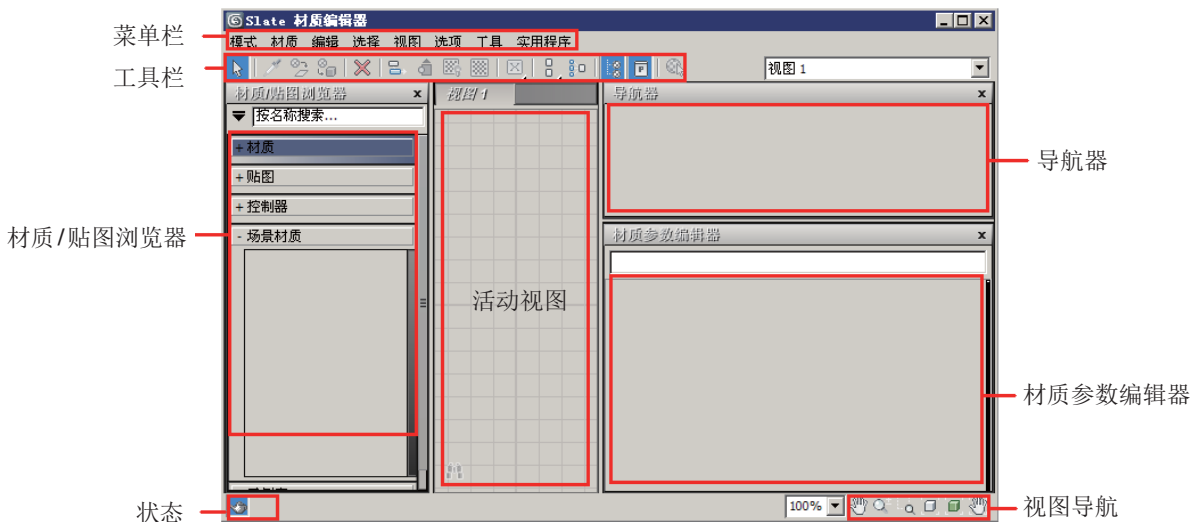 Slate 材质编辑器
菜单栏
模式 材质 编辑 选择 视图 选项 工具 实用程序
工具栏
视图 1
材质/贴图浏览器
视图 1
导航器
按名称搜索...
+ 材质
+ 贴图
导航器
+ 控制器
材质/贴图浏览器
- 场景材质
材质参数编辑器
活动视图
材质参数编辑器
状态
100%
视图导航